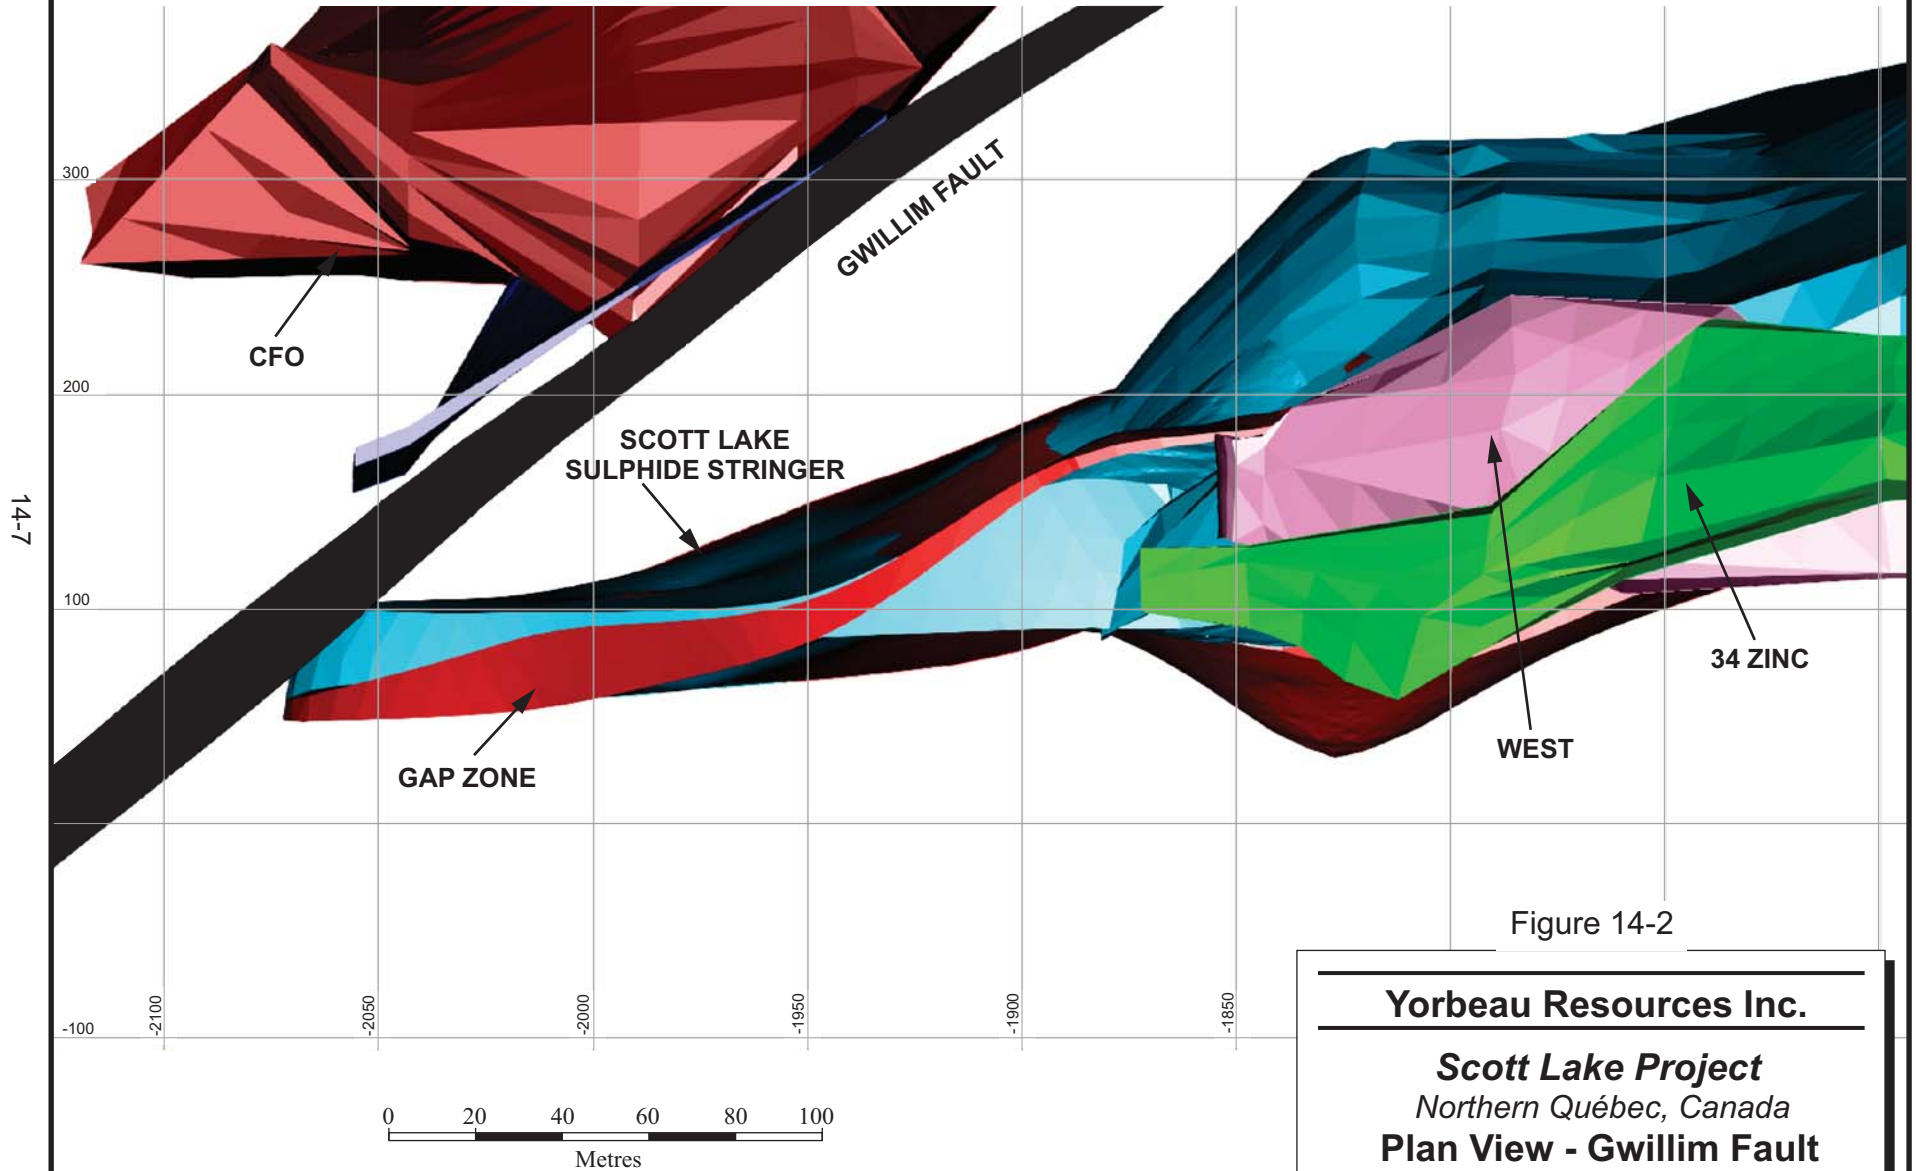 300
200
100
-100
14-7
CFO
GWILLIM FAULT
SCOTT LAKE
SULPHIDE STRINGER
GAP ZONE
WEST
34 ZINC
-2100
-2050
-2000
-1950
-1900
-1850
0 20 40 60 80 100
Metres
Figure 14-2
Yorbeau Resources Inc.
Scott Lake Project
Northern Québec, Canada
Plan View - Gwillim Fault